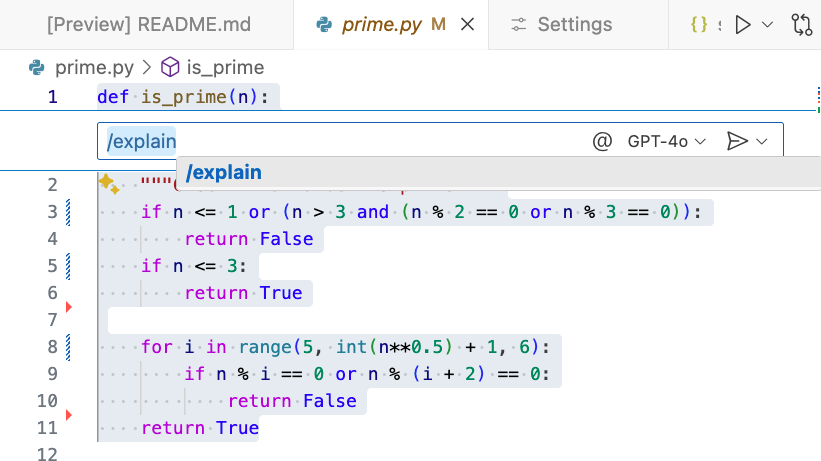 [Preview] README.md prime.py M Settings {}
prime.py > is_prime
1 def is_prime(n):
/explain @ GPT-4o
/explain
2 """
3 if n <= 1 or (n > 3 and (n % 2 == 0 or n % 3 == 0)):
4 return False
5 if n <= 3:
6 return True
7
8 for i in range(5, int(n**0.5) + 1, 6):
9 if n % i == 0 or n % (i + 2) == 0:
10 return False
11 return True
12